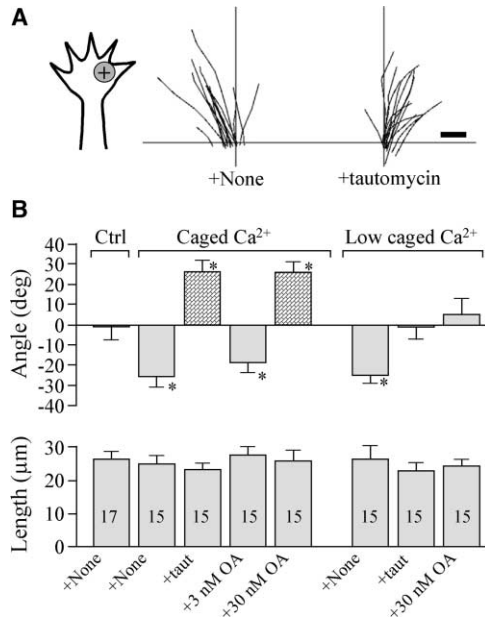 A
+
+None +tautomycin
B
Ctrl Caged Ca²⁺ Low caged Ca²⁺
Angle (deg)
40
30
20
10
0
-10
-20
-30
-40
* * * * *
Length (µm)
30
20
10
0
17 15 15 15 15 15 15 15
+None +None +taut +3 nM OA +30 nM OA +None +taut +30 nM OA